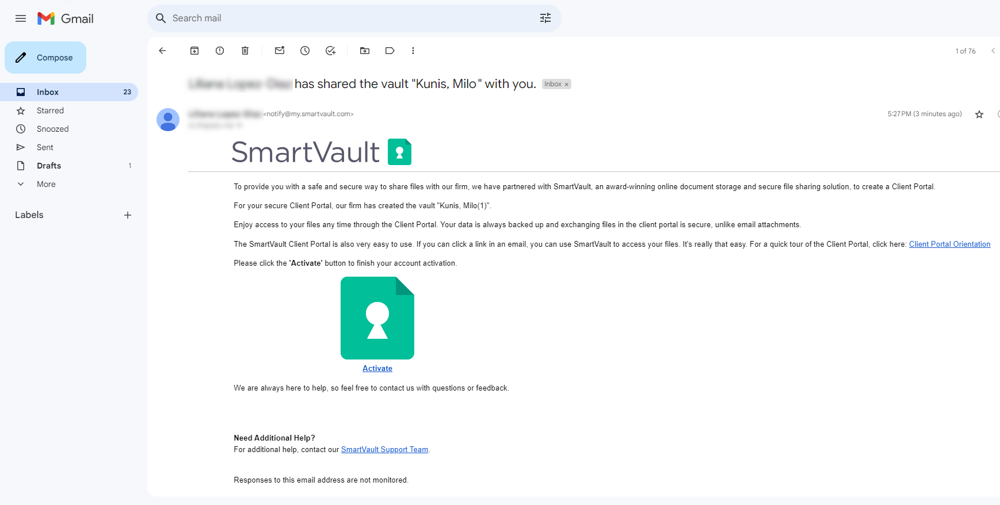 Gmail
Search mail
Compose
1 of 76
Inbox 23
Starred
Snoozed
Sent
Drafts 1
More
Labels
has shared the vault "Kunis, Milo " with you. Inbox ×
<notify@my.smartvault.com> 5:27 PM (3 minutes ago)
SmartVault
To provide you with a safe and secure way to share files with our firm, we have partnered with SmartVault, an award-winning online document storage and secure file sharing solution, to create a Client Portal.
For your secure Client Portal, our firm has created the vault "Kunis, Milo(1)".
Enjoy access to your files any time through the Client Portal. Your data is always backed up and exchanging files in the client portal is secure, unlike email attachments.
The SmartVault Client Portal is also very easy to use. If you can click a link in an email, you can use SmartVault to access your files. It's really that easy. For a quick tour of the Client Portal, click here: Client Portal Orientation
Please click the 'Activate' button to finish your account activation.
Activate
We are always here to help, so feel free to contact us with questions or feedback.
Need Additional Help?
For additional help, contact our SmartVault Support Team.
Responses to this email address are not monitored.